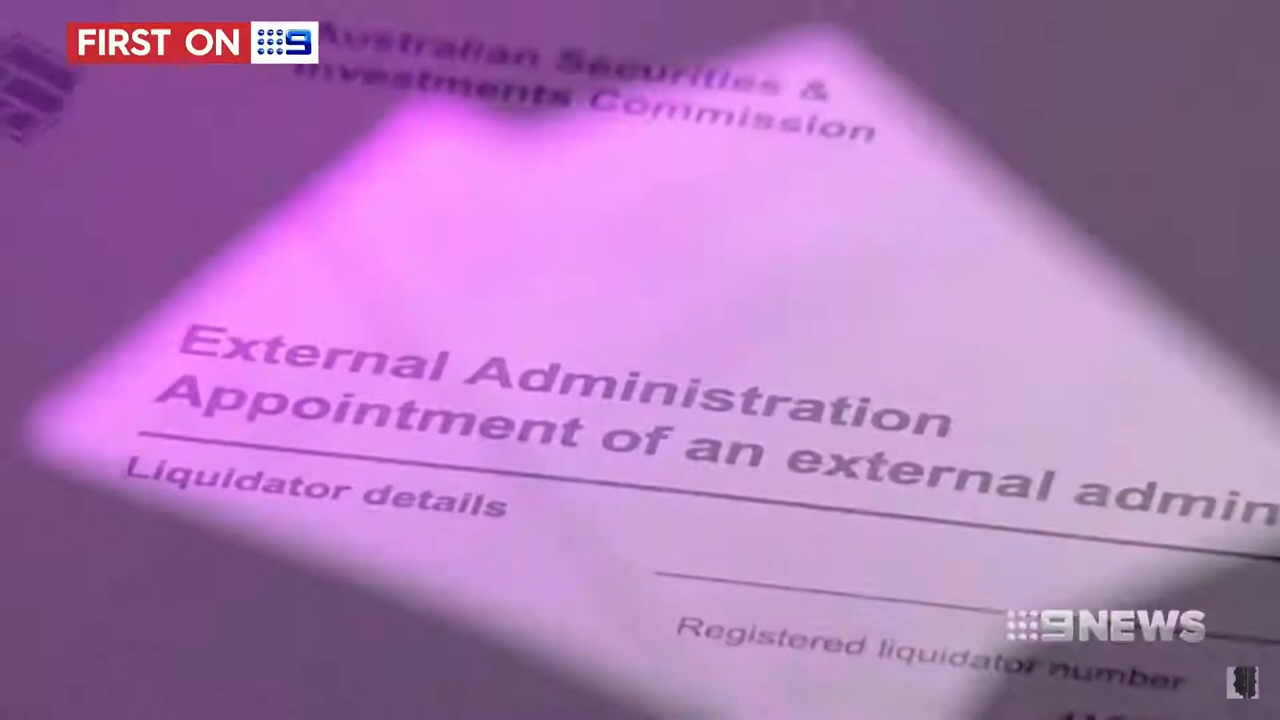 FIRST ON 9
Australian Securities &
Investments Commission
External Administration
Appointment of an external admin
Liquidator details
Registered liquidator number
9NEWS